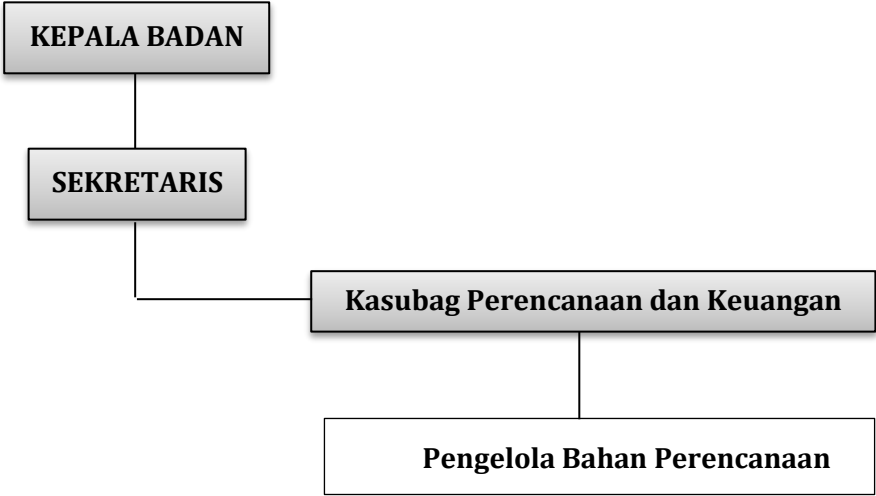 KEPALA BADAN
SEKRETARIS
Kasubag Perencanaan dan Keuangan
Pengelola Bahan Perencanaan